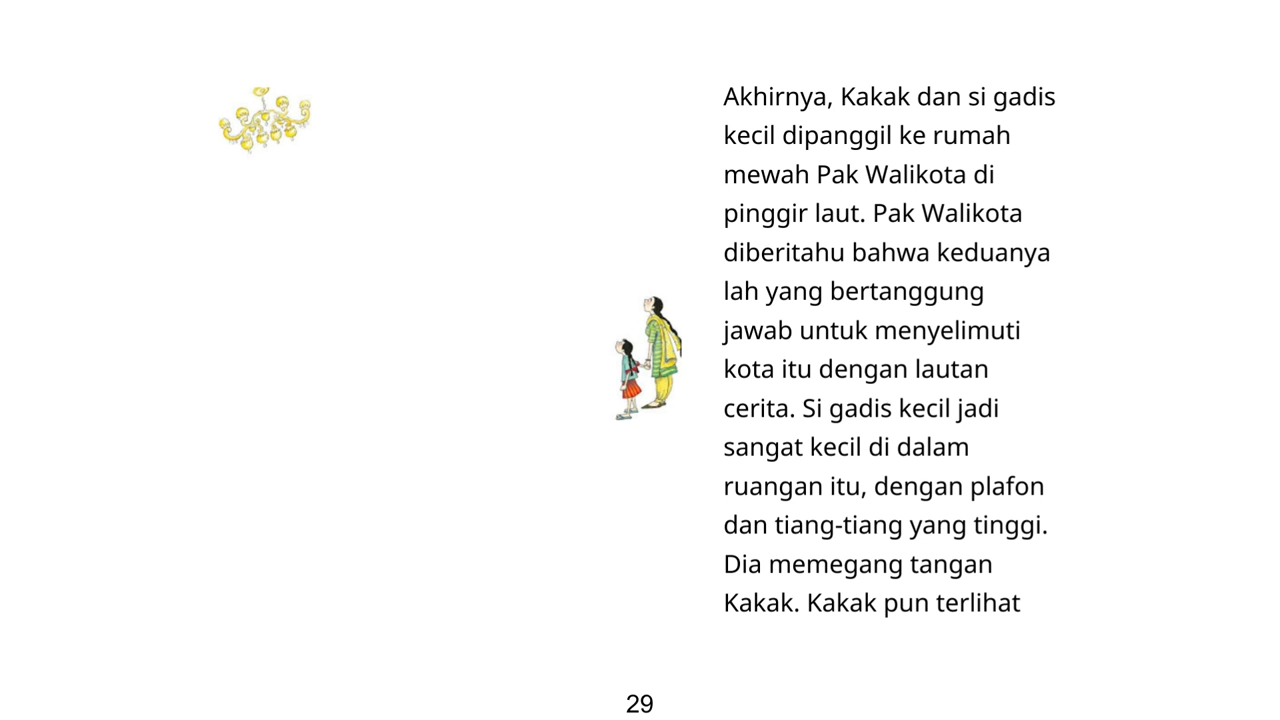 Akhirnya, Kakak dan si gadis
kecil dipanggil ke rumah
mewah Pak Walikota di
pinggir laut. Pak Walikota
diberitahu bahwa keduanya
lah yang bertanggung
jawab untuk menyelimuti
kota itu dengan lautan
cerita. Si gadis kecil jadi
sangat kecil di dalam
ruangan itu, dengan plafon
dan tiang-tiang yang tinggi.
Dia memegang tangan
Kakak. Kakak pun terlihat
29